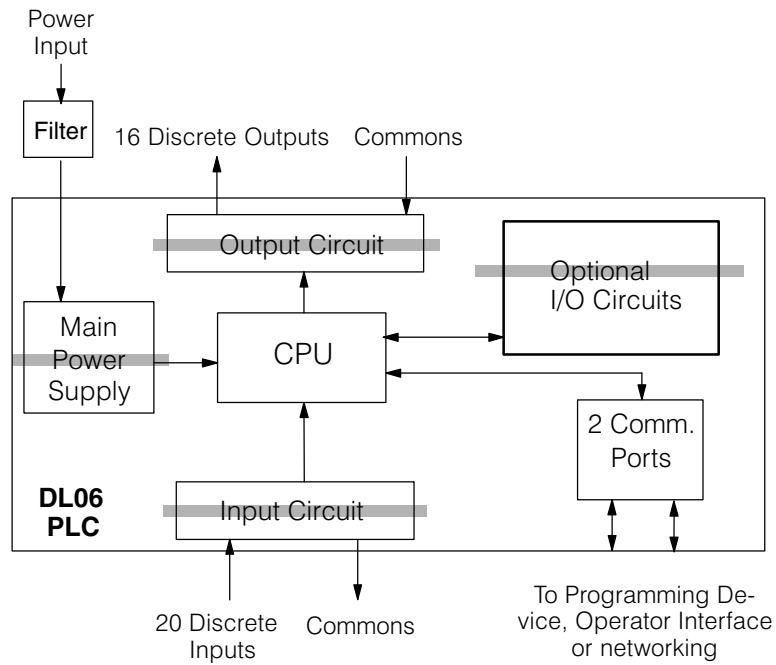 Power
Input
Filter
16 Discrete Outputs
Commons
Output Circuit
Optional
I/O Circuits
Main
Power
Supply
CPU
2 Comm.
Ports
DL06
PLC
Input Circuit
20 Discrete
Inputs
Commons
To Programming De-
vice, Operator Interface
or networking